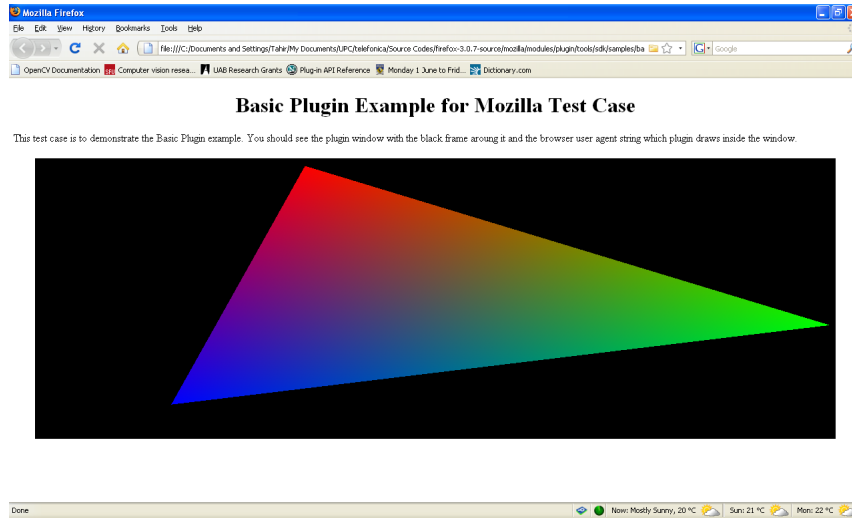 Mozilla Firefox
File Edit View History Bookmarks Tools Help
file:///C:/Documents and Settings/Tahir/My Documents/UPC/telefonica/Source Codes/firefox-3.0.7-source/mozilla/modules/plugin/tools/sdk/samples/ba
G Google
OpenCV Documentation Computer vision resea... UAB Research Grants Plug-in API Reference Monday 1 June to Frid... Dictionary.com
Basic Plugin Example for Mozilla Test Case
This test case is to demonstrate the Basic Plugin example. You should see the plugin window with the black frame aroung it and the browser user agent string which plugin draws inside the window.
Done Now: Mostly Sunny, 20 °C Sun: 21 °C Mon: 22 °C